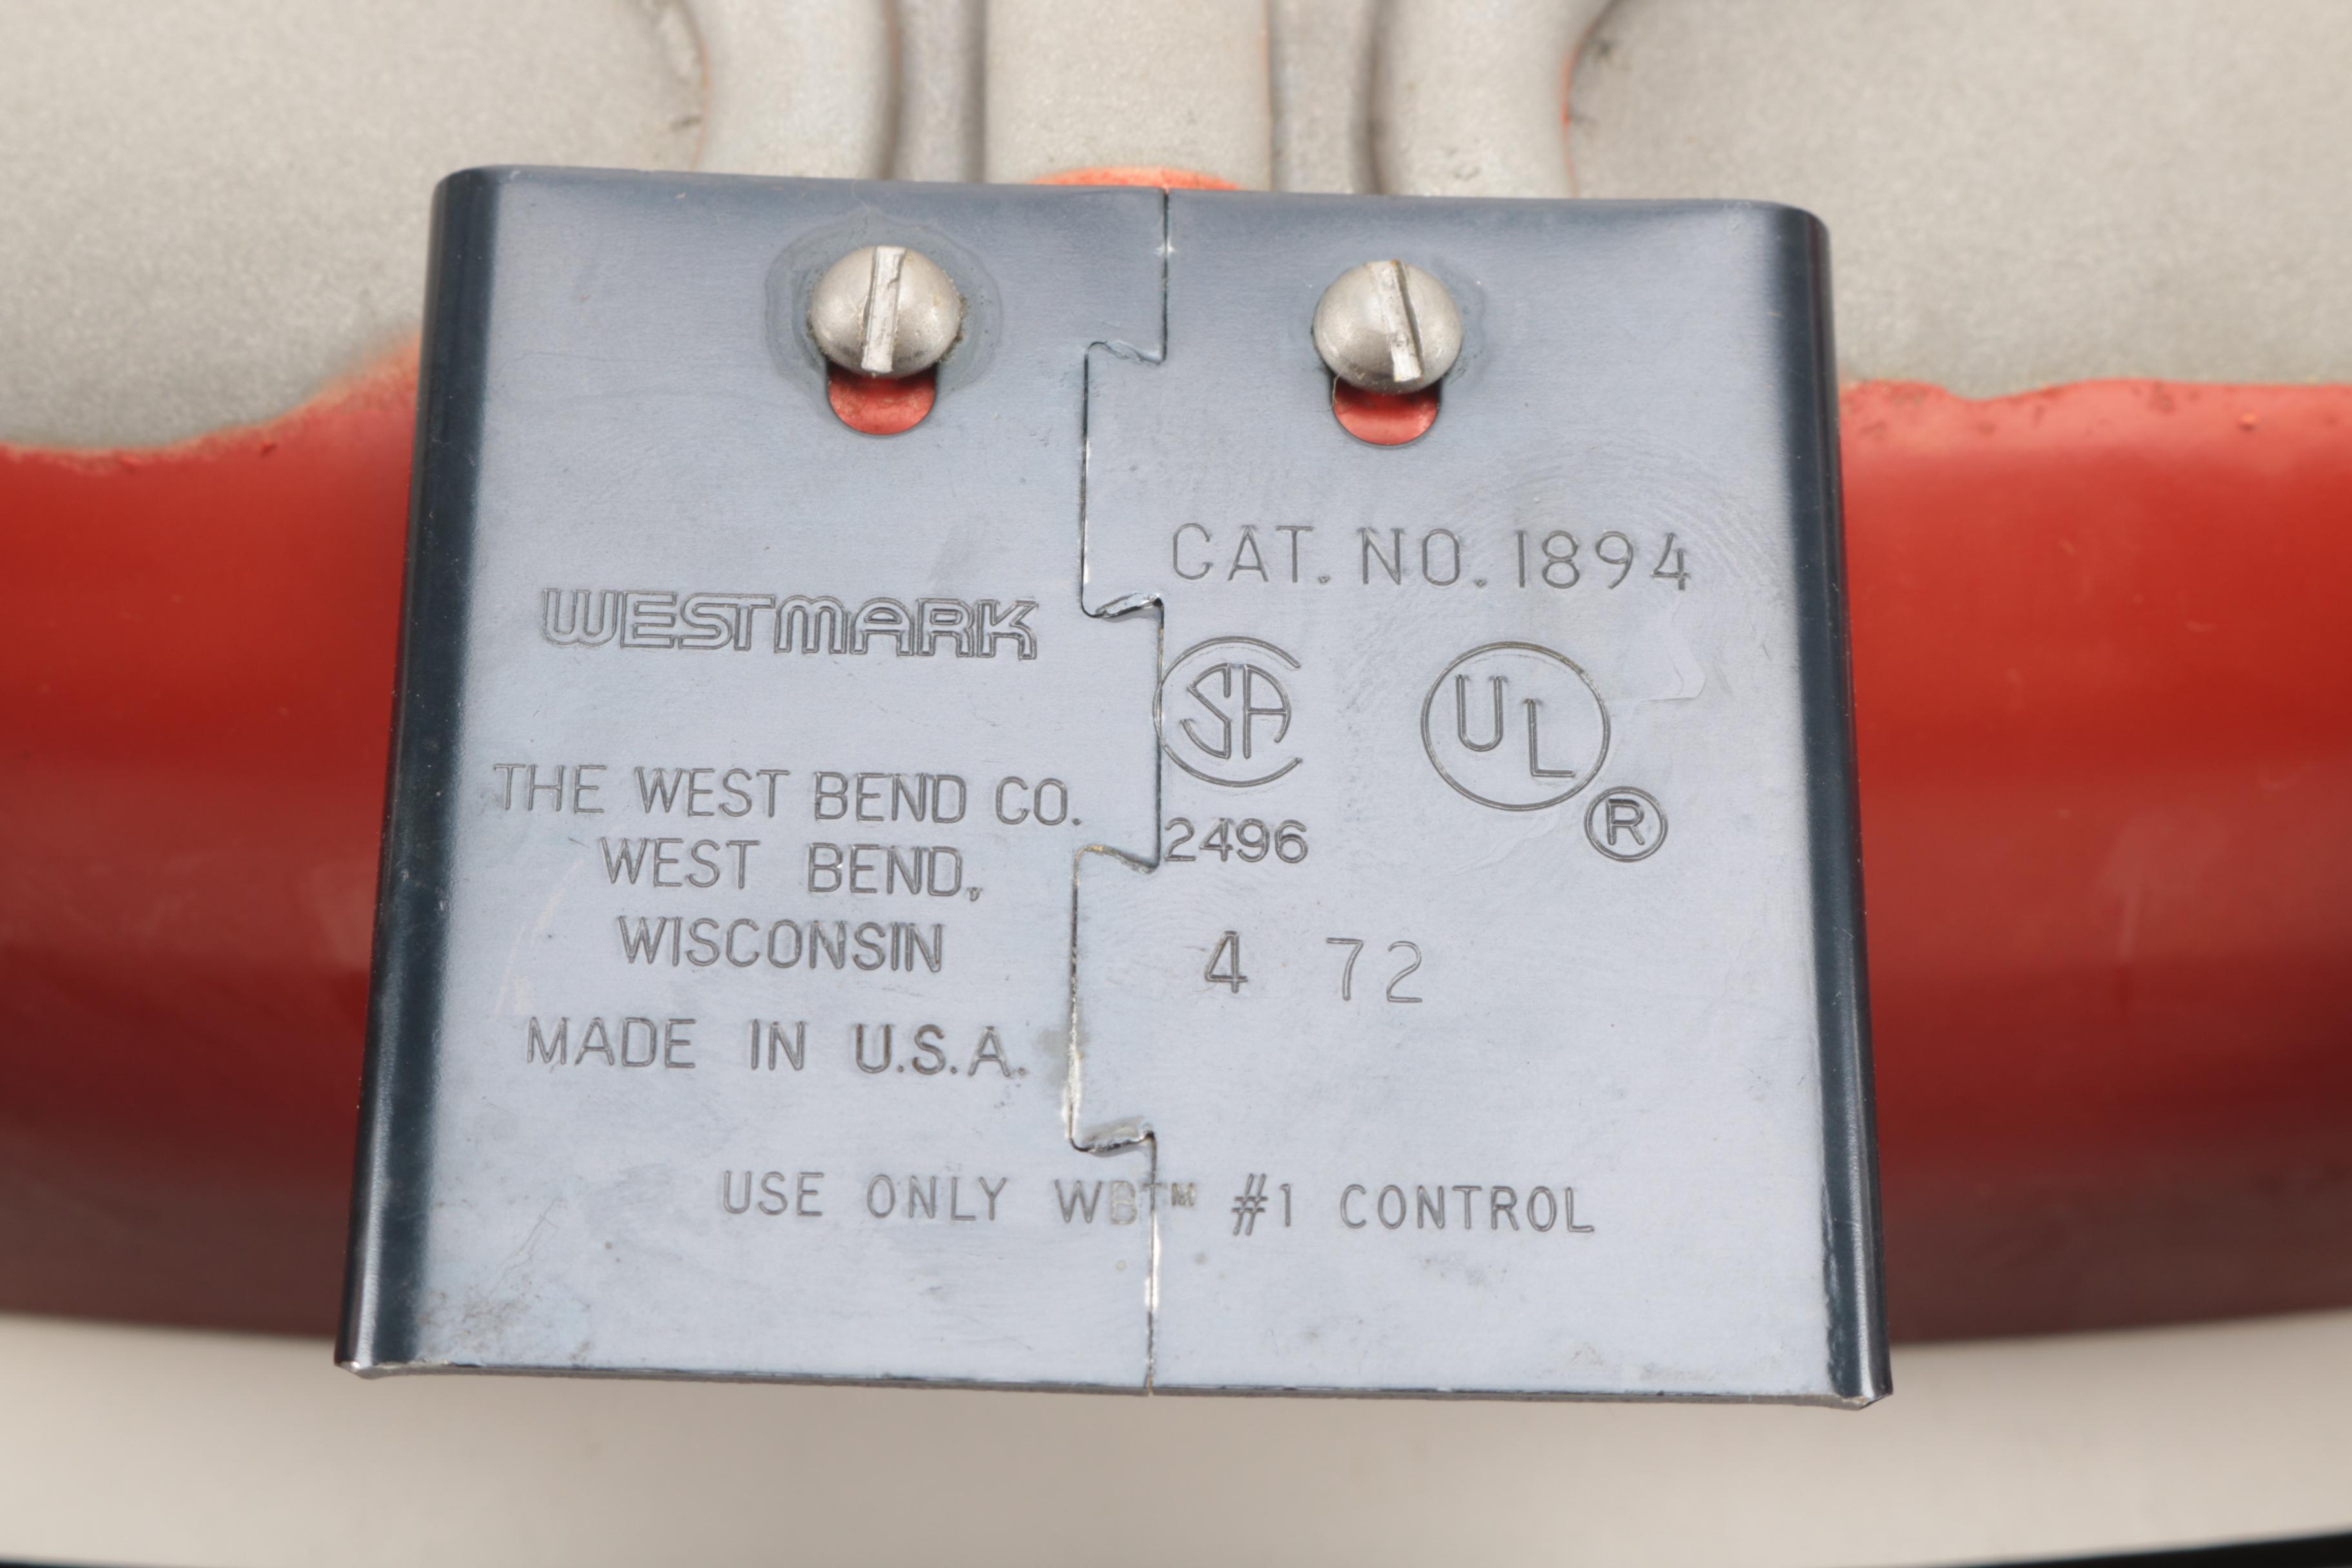 WESTMARK
THE WEST BEND CO.
WEST BEND,
WISCONSIN
MADE IN U.S.A.
CAT. NO. 1894
SA
UL
®
2496
4 72
USE ONLY WB™ #1 CONTROL